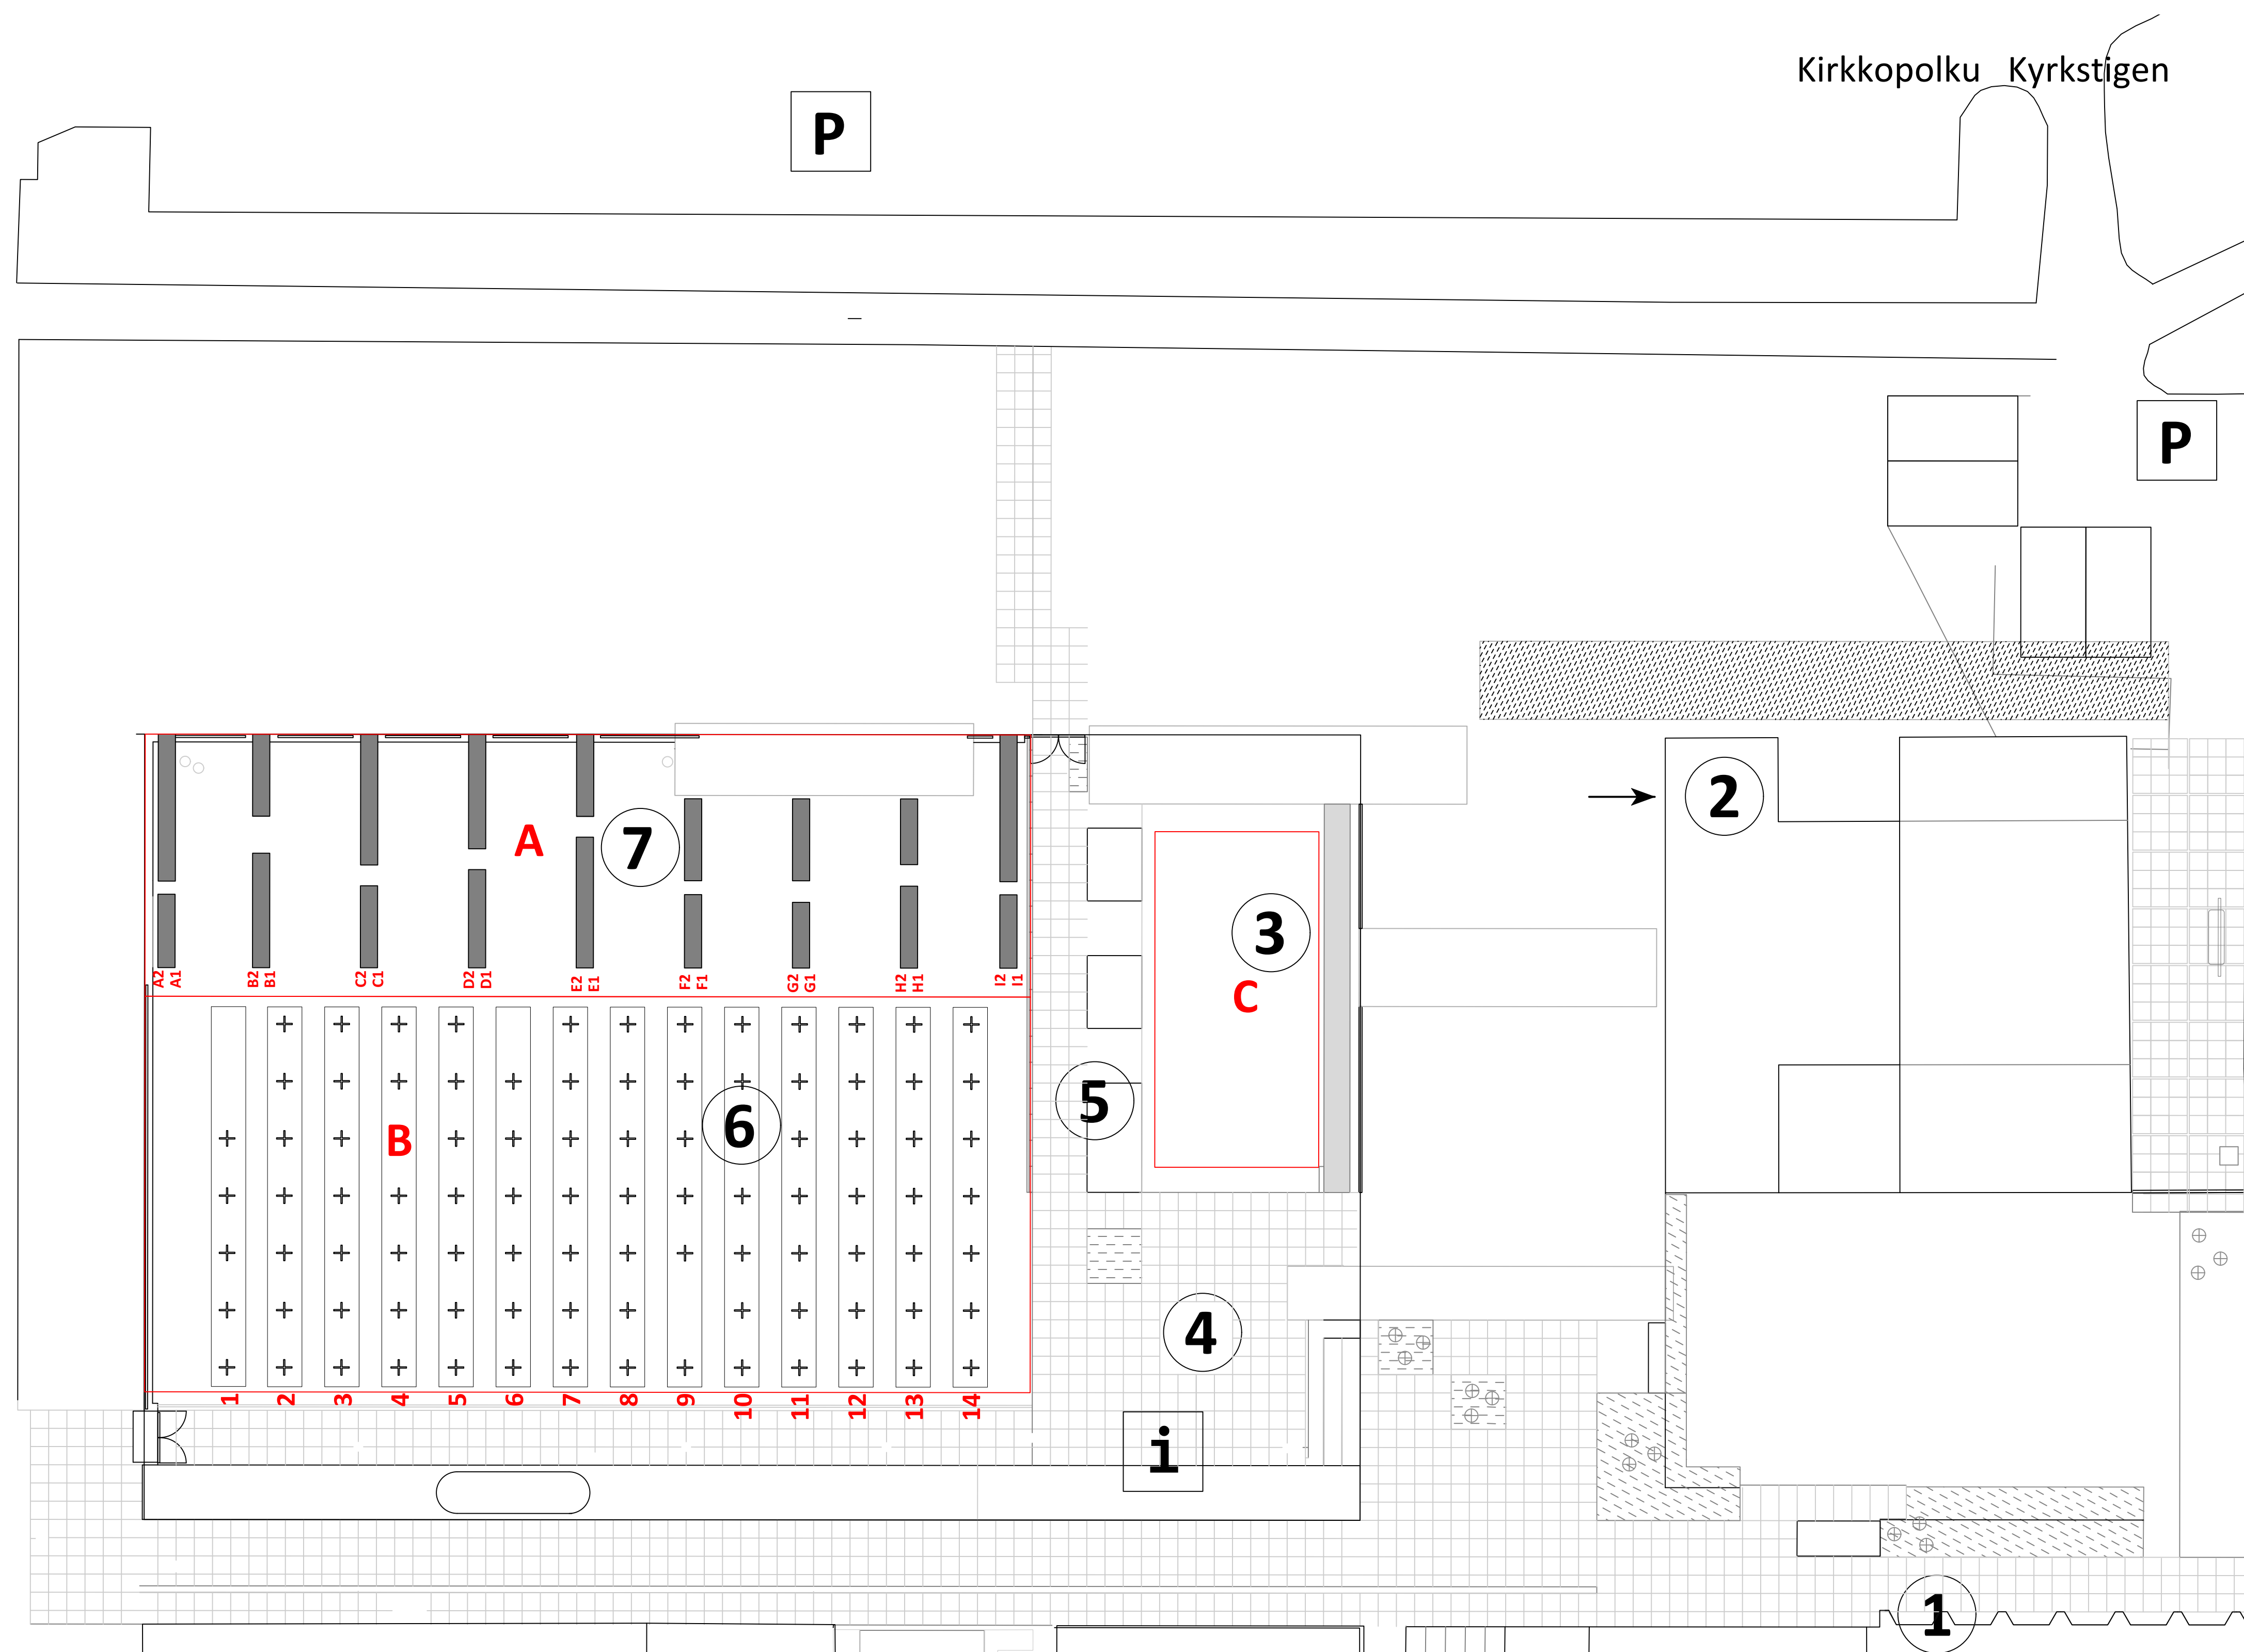 Kirkkopolku Kyrkstigen
P
P
2
A
7
3
A2 A1 B2 B1 C2 C1 D2 D1 E2 E1 F2 F1 G2 G1 H2 H1 I2 I1
C
5
6
B
4
1 2 3 4 5 6 7 8 9 10 11 12 13 14
i
1